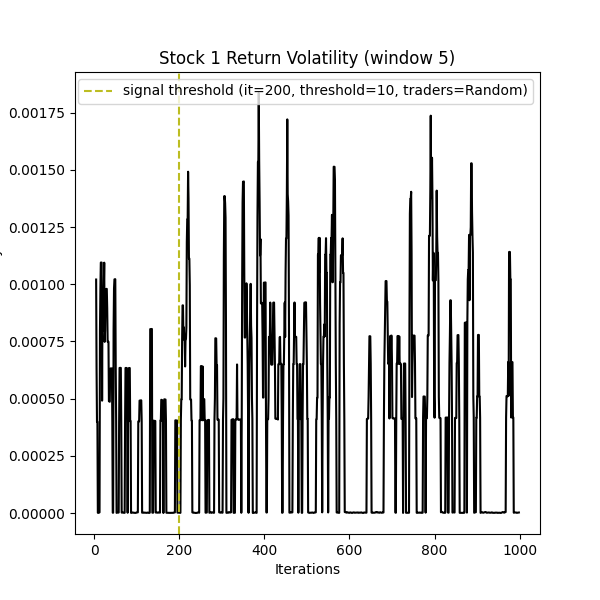 Stock 1 Return Volatility (window 5)
signal threshold (it=200, threshold=10, traders=Random)
0.00175
0.00150
0.00125
0.00100
0.00075
0.00050
0.00025
0.00000
0 200 400 600 800 1000
Iterations